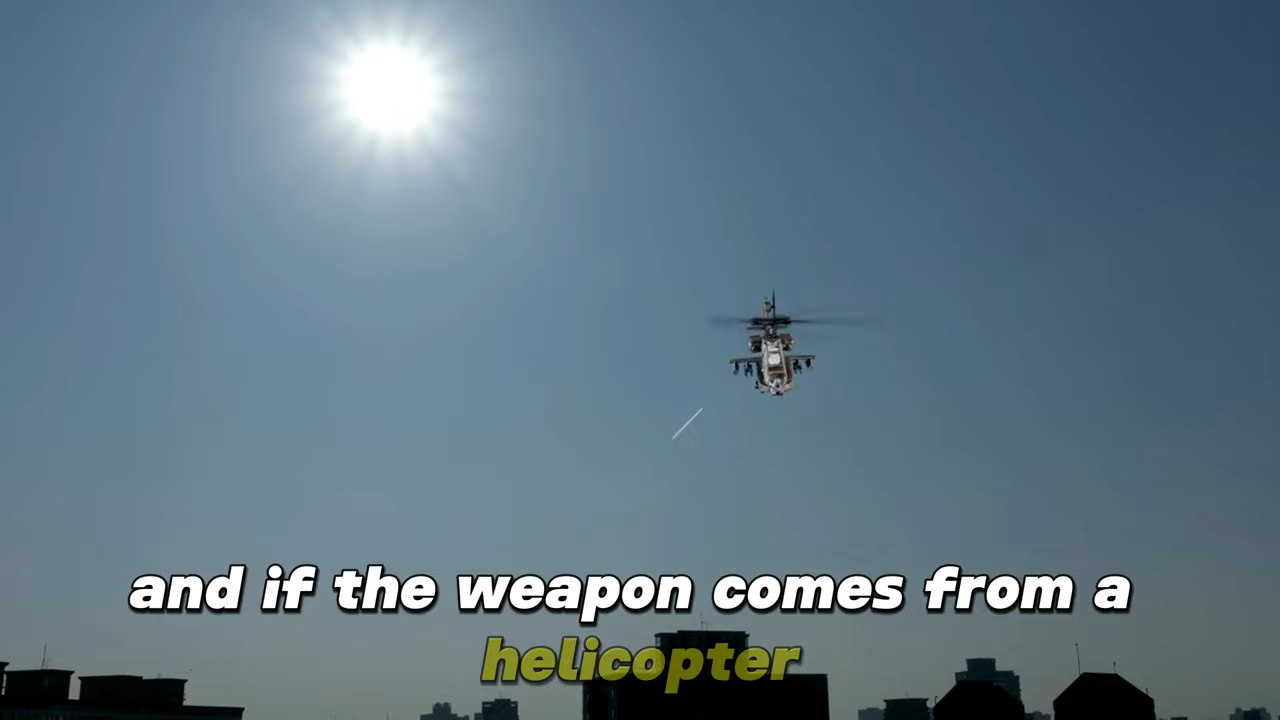 and if the weapon comes from a
helicopter